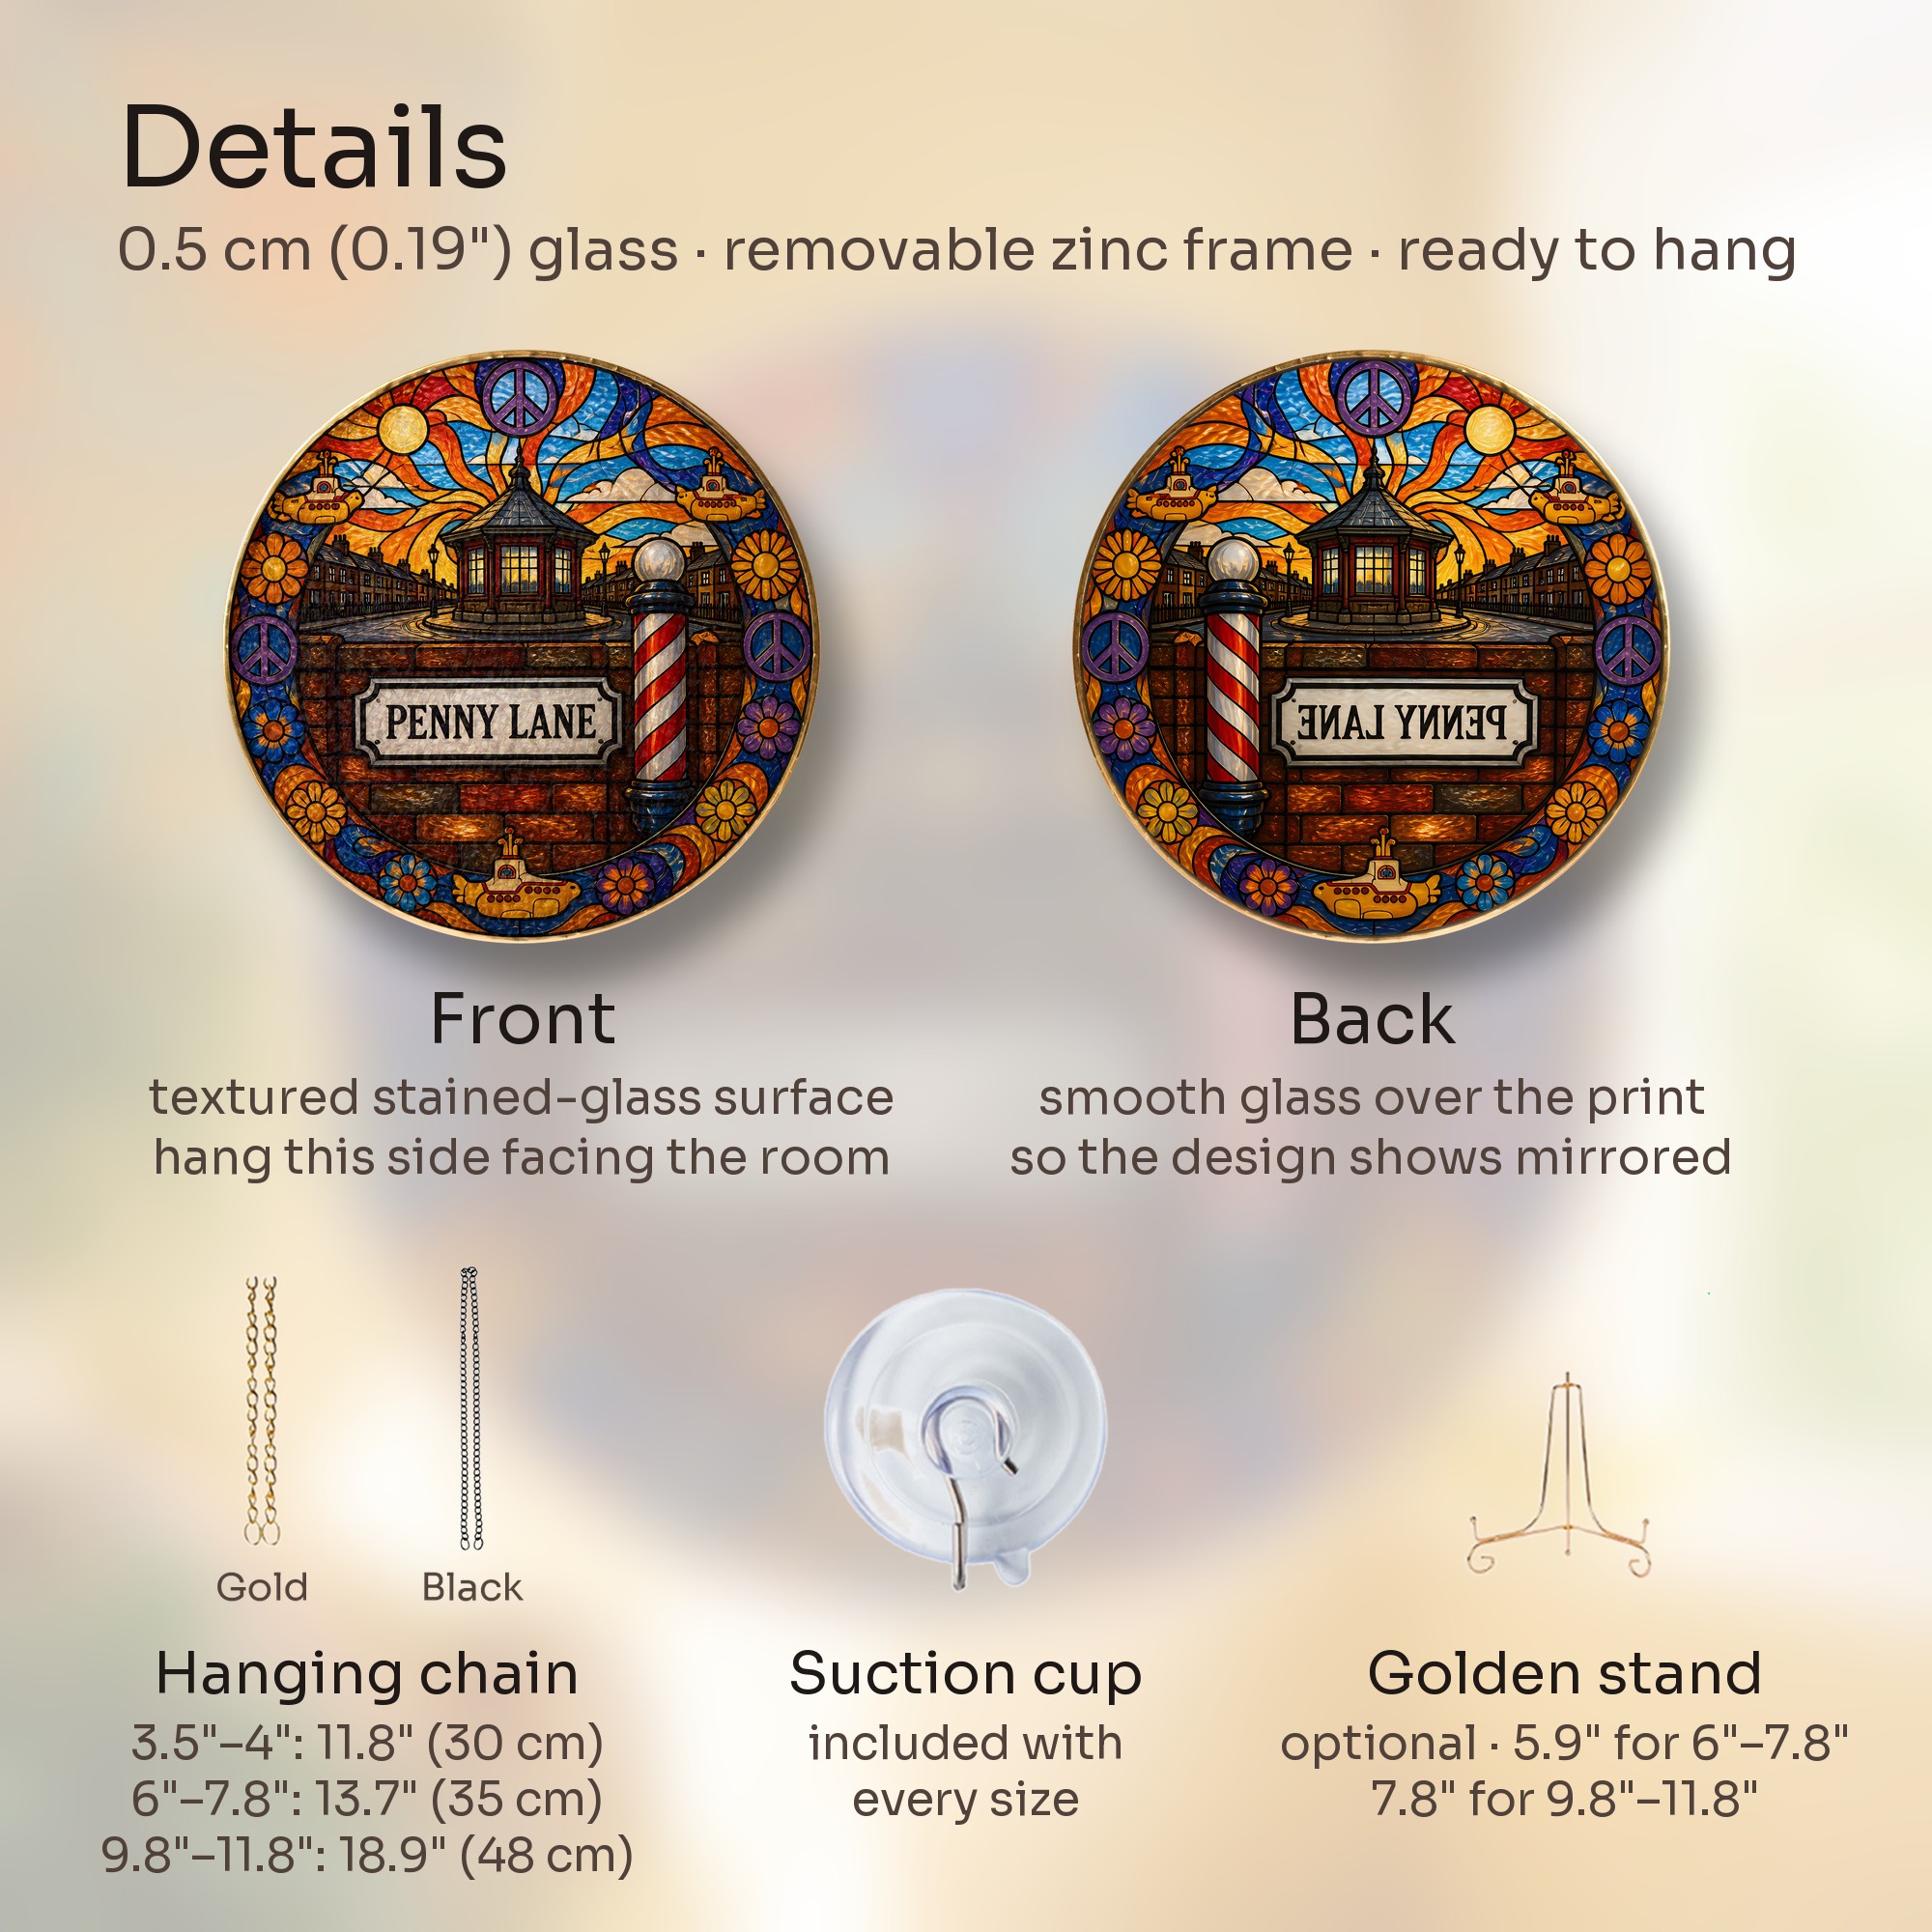 Details
0.5 cm (0.19") glass · removable zinc frame · ready to hang
PENNY LANE
PENNY LANE
Front
Back
textured stained-glass surface
hang this side facing the room
smooth glass over the print
so the design shows mirrored
Gold
Black
Hanging chain
3.5"–4": 11.8" (30 cm)
6"–7.8": 13.7" (35 cm)
9.8"–11.8": 18.9" (48 cm)
Suction cup
included with
every size
Golden stand
optional · 5.9" for 6"–7.8"
7.8" for 9.8"–11.8"